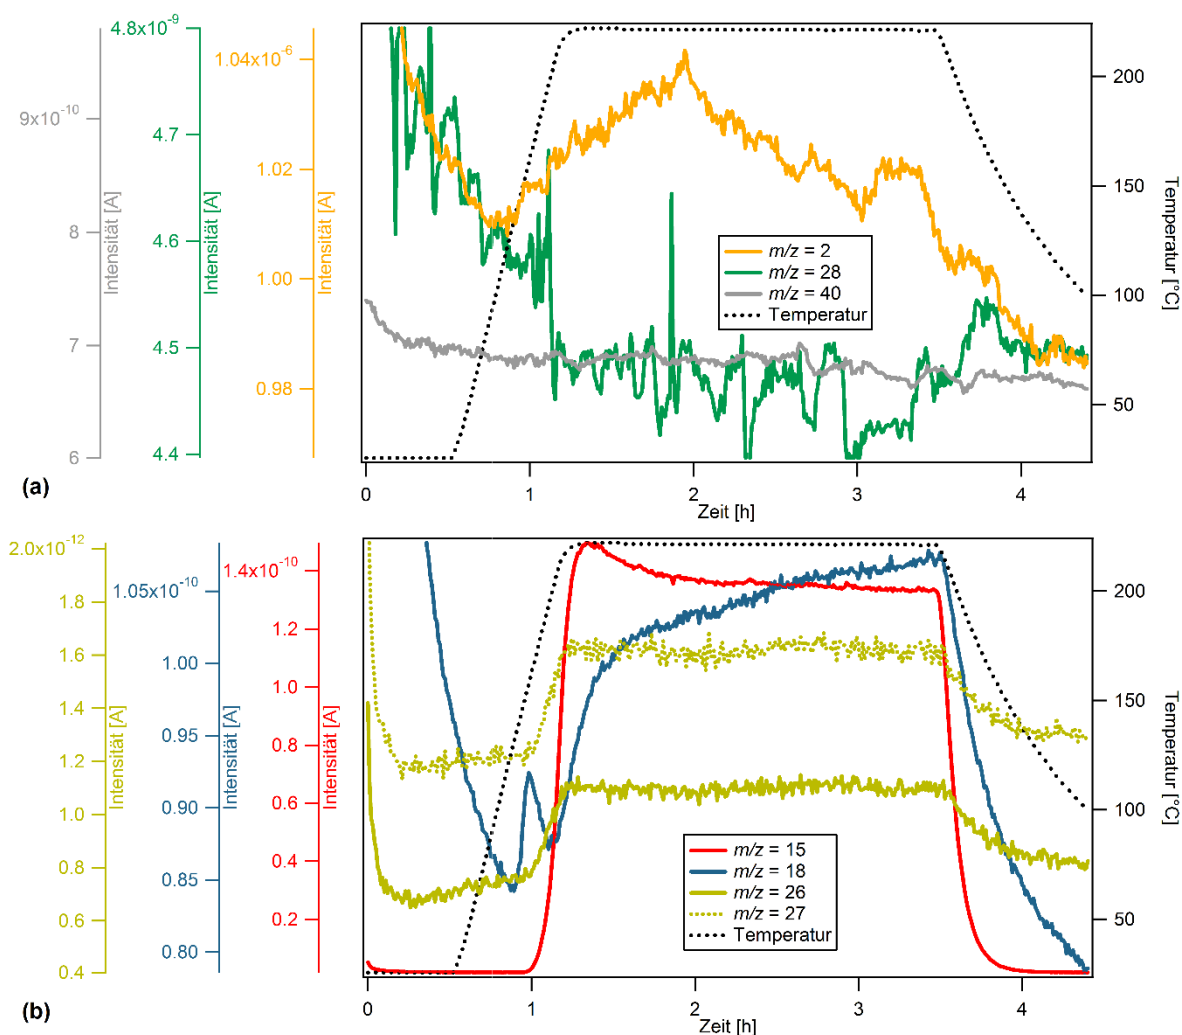 4.8x10⁻⁹
1.04x10⁻⁶
9x10⁻¹⁰
4.7
1.02
8
4.6
1.00
7
4.5
0.98
6
4.4
Intensität [A]
Intensität [A]
Intensität [A]
200
150
100
50
Temperatur [°C]
m/z = 2
m/z = 28
m/z = 40
Temperatur
0
1
2
3
4
Zeit [h]
(a)
2.0x10⁻¹²
1.8
1.6
1.4
1.2
1.0
0.8
0.6
0.4
Intensität [A]
1.05x10⁻¹⁰
1.00
0.95
0.90
0.85
0.80
Intensität [A]
1.4x10⁻¹⁰
1.2
1.0
0.8
0.6
0.4
0.2
Intensität [A]
200
150
100
50
Temperatur [°C]
m/z = 15
m/z = 18
m/z = 26
m/z = 27
Temperatur
0
1
2
3
4
Zeit [h]
(b)